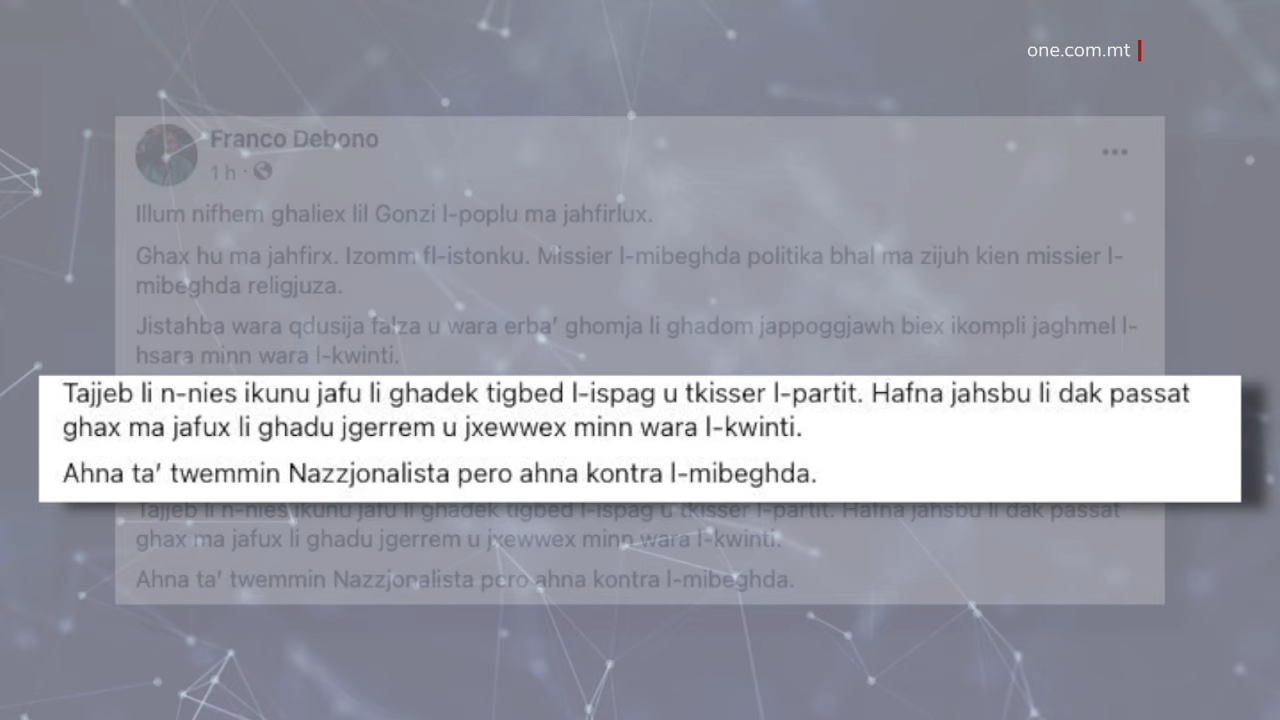 one.com.mt
Franco Debono
1 h ·
Illum nifhem ghaliex lil Gonzi l-poplu ma jahfirlux.
Ghax hu ma jahfirx. Izomm fl-istonku. Missier l-mibeghda politika bhal ma zijuh kien missier l-
mibeghda religjuza.
Jistahba wara qdusija falza u wara erba' ghomja li ghadom jappoggjawh biex ikompli jaghmel l-
hsara minn wara l-kwinti.
Tajjeb li n-nies ikunu jafu li ghadek tigbed l-ispag u tkisser l-partit. Hafna jahsbu li dak passat
ghax ma jafux li ghadu jgerrem u jxewwex minn wara l-kwinti.
Ahna ta' twemmin Nazzjonalista pero ahna kontra l-mibeghda.
Tajjeb li n-nies ikunu jafu li ghadek tigbed l-ispag u tkisser l-partit. Hafna jahsbu li dak passat
ghax ma jafux li ghadu jgerrem u jxewwex minn wara l-kwinti.
Ahna ta' twemmin Nazzjonalista pero ahna kontra l-mibeghda.